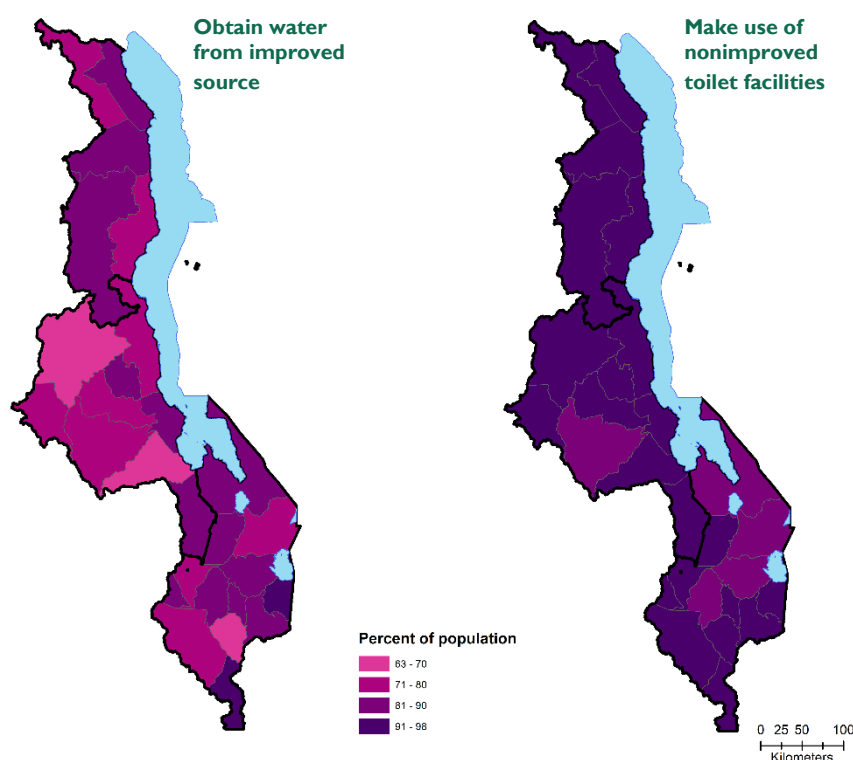 Obtain water
from improved
source
Make use of
nonimproved
toilet facilities
Percent of population
63 - 70
71 - 80
81 - 90
91 - 98
0 25 50 100
Kilometers